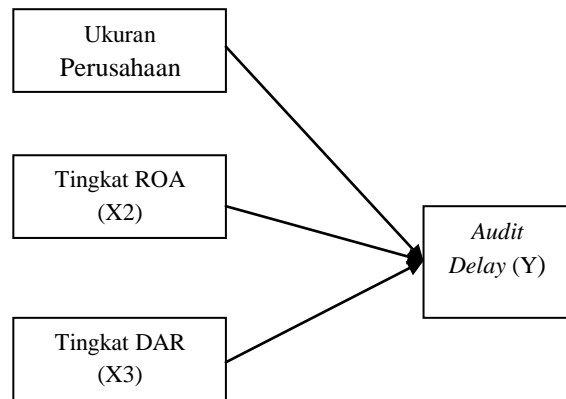 Ukuran
Perusahaan
Tingkat ROA
(X2)
Audit
Delay (Y)
Tingkat DAR
(X3)